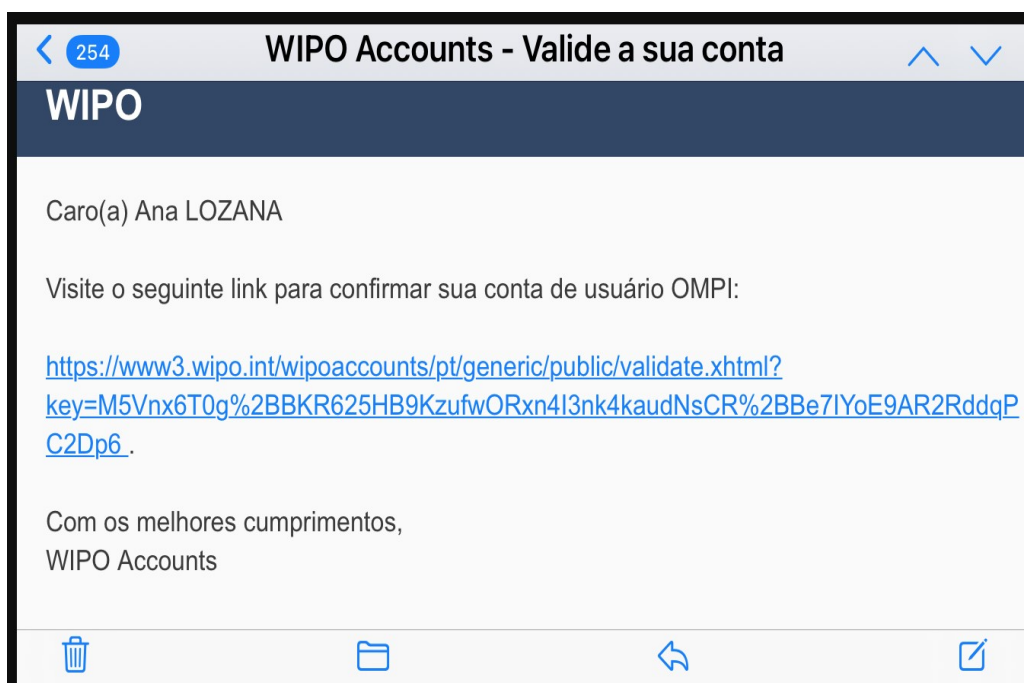 254
WIPO Accounts - Valide a sua conta
WIPO
Caro(a) Ana LOZANA
Visite o seguinte link para confirmar sua conta de usuário OMPI:
https://www3.wipo.int/wipoaccounts/pt/generic/public/validate.xhtml?
key=M5Vnx6T0g%2BBKR625HB9KzufwORxn4I3nk4kaudNsCR%2BBe7IYoE9AR2RddqP
C2Dp6 .
Com os melhores cumprimentos,
WIPO Accounts